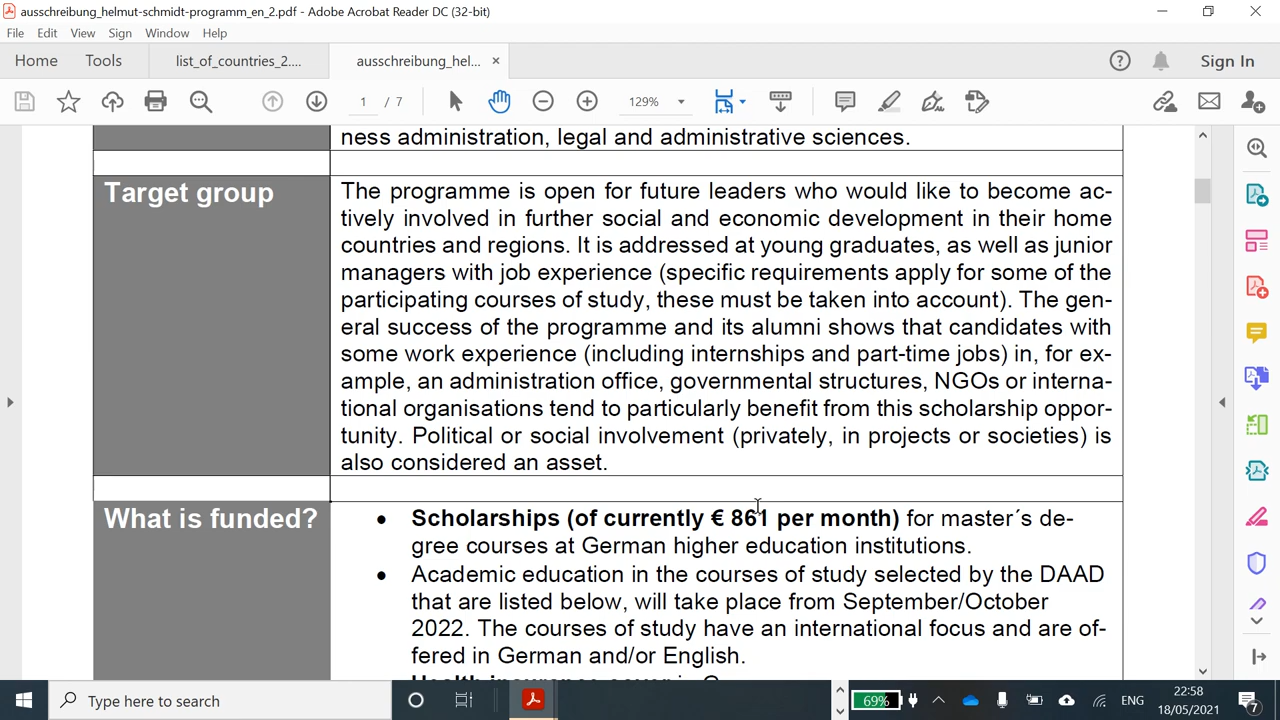 ausschreibung_helmut-schmidt-programm_en_2.pdf - Adobe Acrobat Reader DC (32-bit)
File Edit View Sign Window Help
Home Tools list_of_countries_2.... ausschreibung_hel... × Sign In
1 / 7 129%
ness administration, legal and administrative sciences.
Target group
The programme is open for future leaders who would like to become ac-
tively involved in further social and economic development in their home
countries and regions. It is addressed at young graduates, as well as junior
managers with job experience (specific requirements apply for some of the
participating courses of study, these must be taken into account). The gen-
eral success of the programme and its alumni shows that candidates with
some work experience (including internships and part-time jobs) in, for ex-
ample, an administration office, governmental structures, NGOs or interna-
tional organisations tend to particularly benefit from this scholarship oppor-
tunity. Political or social involvement (privately, in projects or societies) is
also considered an asset.
What is funded?
• Scholarships (of currently € 861 per month) for master´s de-
gree courses at German higher education institutions.
• Academic education in the courses of study selected by the DAAD
that are listed below, will take place from September/October
2022. The courses of study have an international focus and are of-
fered in German and/or English.
Type here to search
69%
ENG
22:58
18/05/2021
7